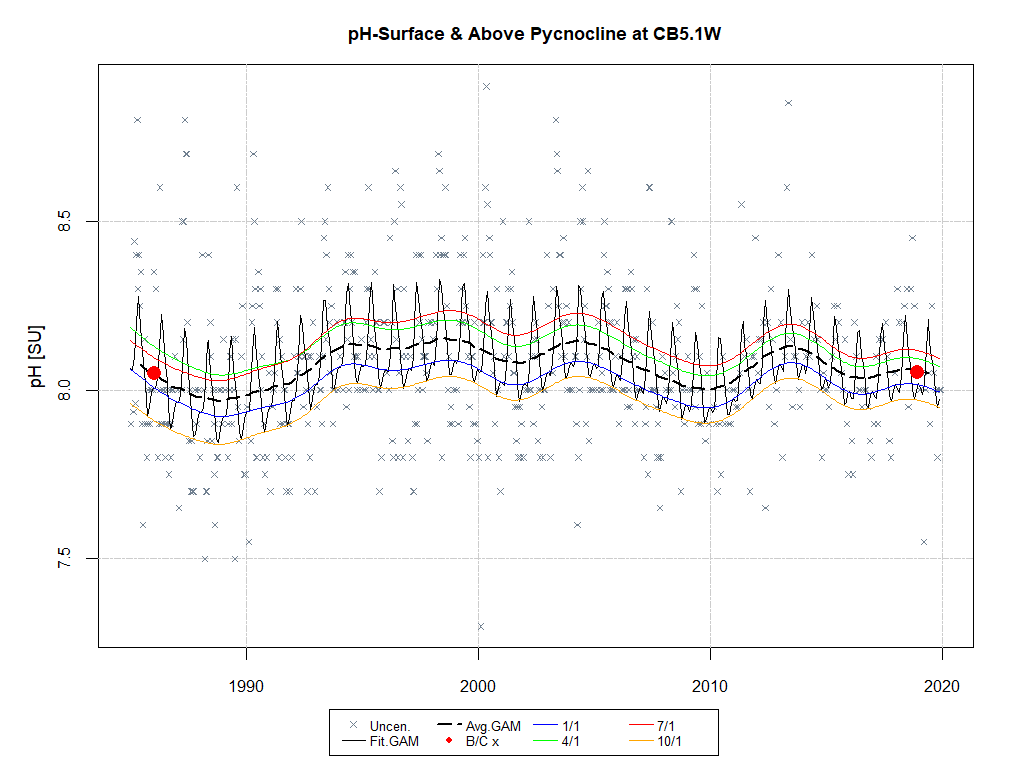 pH-Surface & Above Pycnocline at CB5.1W
pH [SU]
8.5
8.0
7.5
1990 2000 2010 2020
Uncen. Avg.GAM 1/1 7/1
Fit.GAM B/C x 4/1 10/1